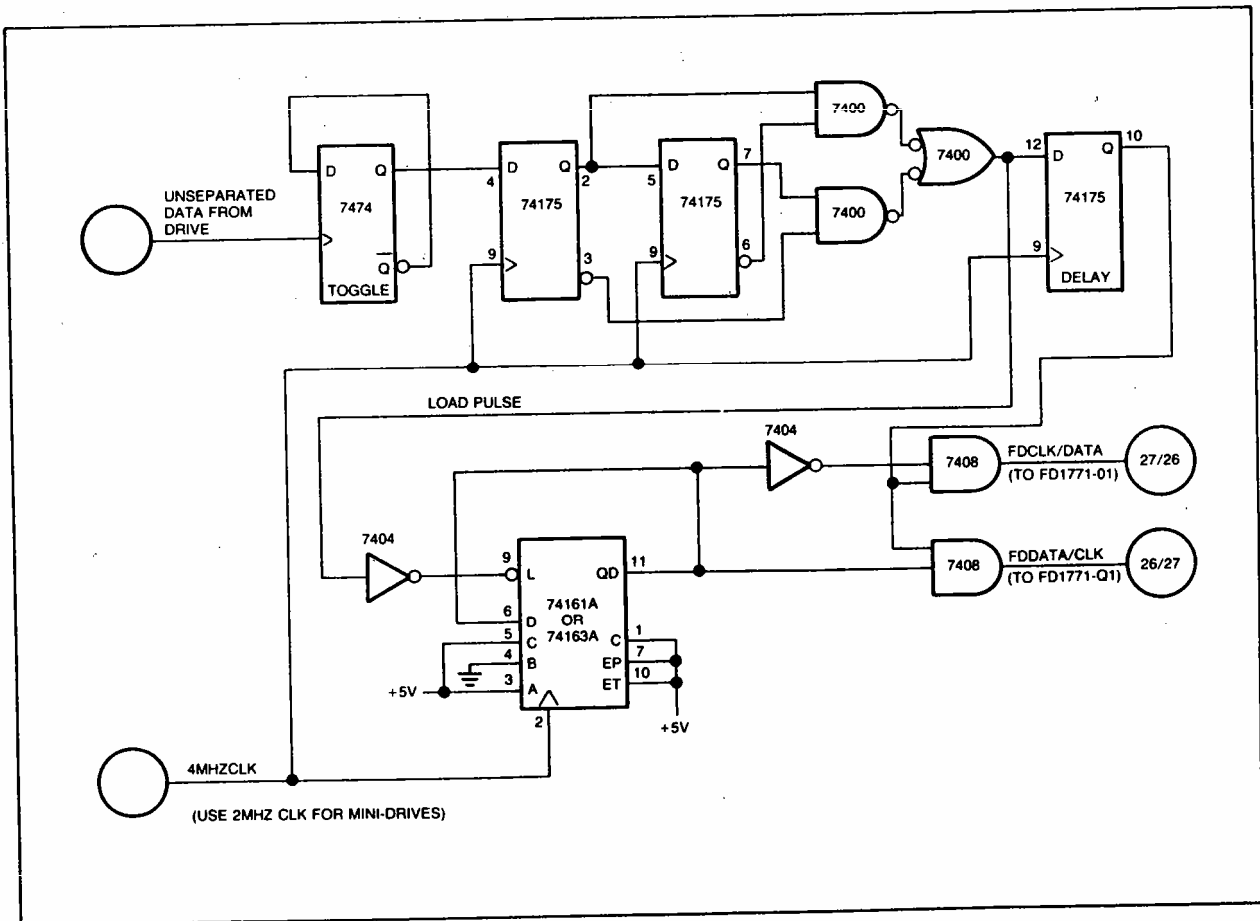 UNSEPARATED
DATA FROM
DRIVE
D
Q
7474
Q
TOGGLE
D
Q
4
2
74175
9
3
D
Q
5
7
74175
9
6
7400
7400
7400
12
D
Q
10
74175
9
DELAY
LOAD PULSE
7404
7408
FDCLK/DATA
(TO FD1771-01)
27/26
7404
9
L
QD
11
74161A
OR
74163A
6
D
5
C
4
B
3
A
+5V
2
C
1
EP
7
ET
10
+5V
7408
FDDATA/CLK
(TO FD1771-Q1)
26/27
4MHZCLK
(USE 2MHZ CLK FOR MINI-DRIVES)